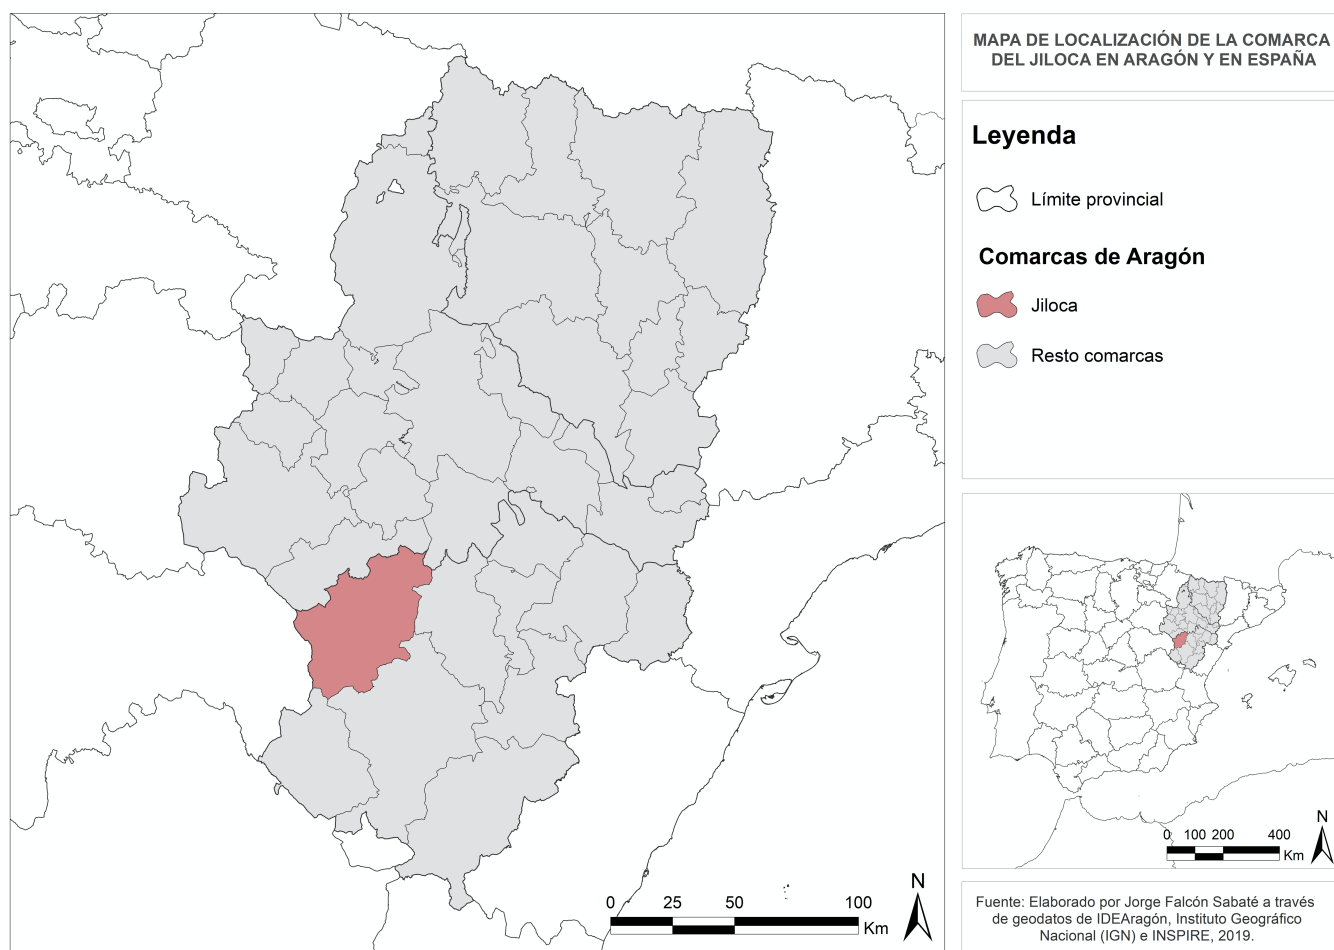 MAPA DE LOCALIZACIÓN DE LA COMARCA
DEL JILOCA EN ARAGÓN Y EN ESPAÑA
Leyenda
Límite provincial
Comarcas de Aragón
Jiloca
Resto comarcas
N
0 25 50 100
Km
N
0 100 200 400
Km
Fuente: Elaborado por Jorge Falcón Sabaté a través
de geodatos de IDEAragón, Instituto Geográfico
Nacional (IGN) e INSPIRE, 2019.